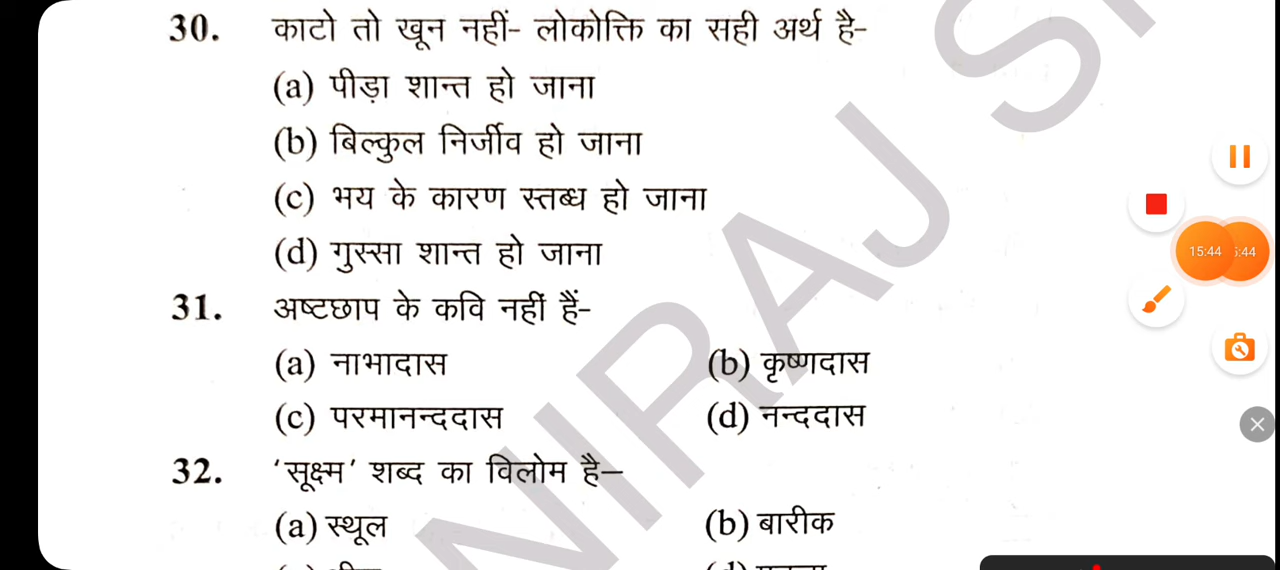 30. काटो तो खून नहीं- लोकोक्ति का सही अर्थ है-
(a) पीड़ा शान्त हो जाना
(b) बिल्कुल निर्जीव हो जाना
(c) भय के कारण स्तब्ध हो जाना
(d) गुस्सा शान्त हो जाना
31. अष्टछाप के कवि नहीं हैं-
(a) नाभादास (b) कृष्णदास
(c) परमानन्ददास (d) नन्ददास
32. ‘सूक्ष्म’ शब्द का विलोम है–
(a) स्थूल (b) बारीक
NIRAJ
15:44